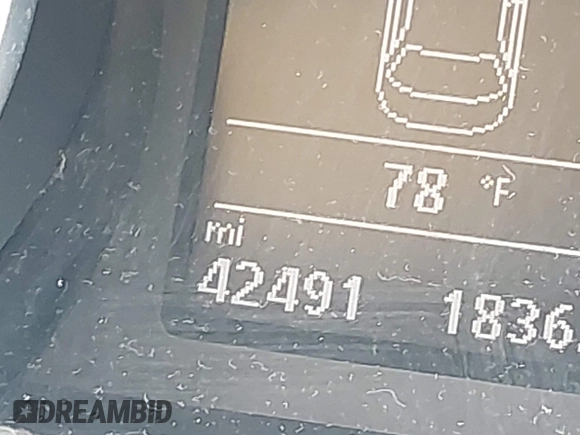 78 °F
mi
42491 1836.
DREAMBID